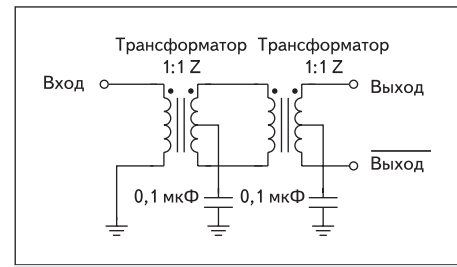 Трансформатор Трансформатор
1:1 Z 1:1 Z
Вход
Выход
Выход
0,1 мкФ 0,1 мкФ